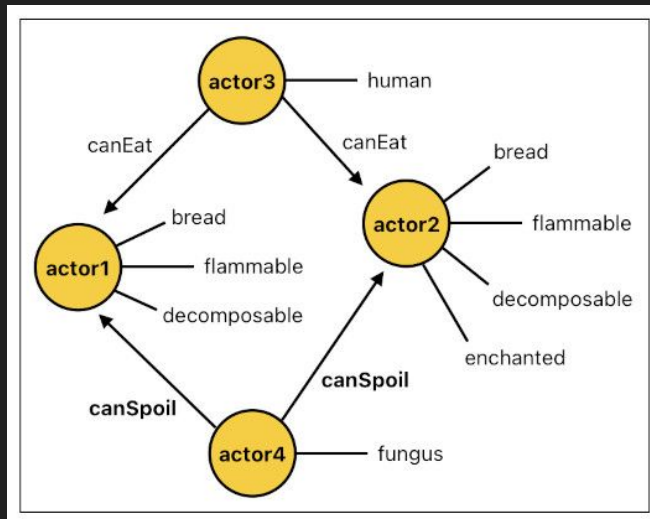 actor3
human
canEat
canEat
bread
bread
actor2
flammable
actor1
flammable
decomposable
decomposable
enchanted
canSpoil
canSpoil
actor4
fungus